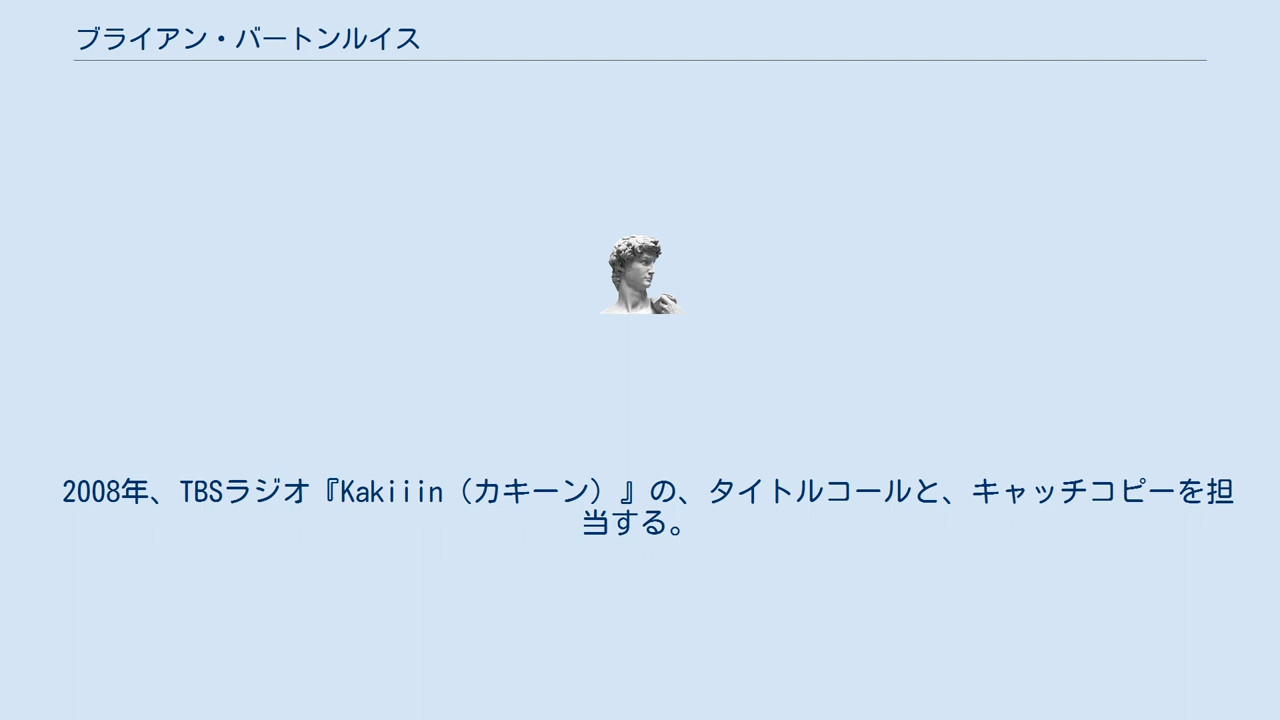 ブライアン・バートンルイス
2008年、TBSラジオ『Kakiiin（カキーン）』の、タイトルコールと、キャッチコピーを担
当する。